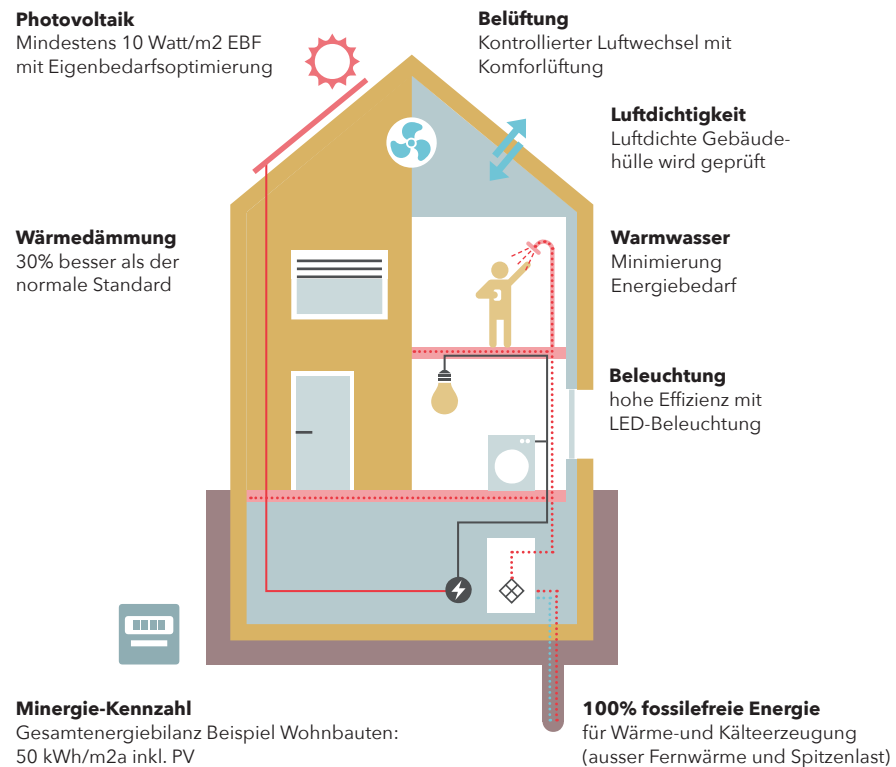 Photovoltaik
Mindestens 10 Watt/m2 EBF
mit Eigenbedarfsoptimierung
Belüftung
Kontrollierter Luftwechsel mit
Komforlüftung
Luftdichtigkeit
Luftdichte Gebäude-
hülle wird geprüft
Wärmedämmung
30% besser als der
normale Standard
Warmwasser
Minimierung
Energiebedarf
Beleuchtung
hohe Effizienz mit
LED-Beleuchtung
Minergie-Kennzahl
Gesamtenergiebilanz Beispiel Wohnbauten:
50 kWh/m2a inkl. PV
100% fossilefreie Energie
für Wärme-und Kälteerzeugung
(ausser Fernwärme und Spitzenlast)